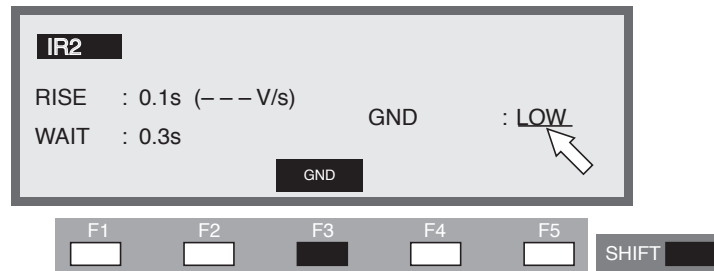 IR2
RISE : 0.1s (– – – V/s)
GND : LOW
WAIT : 0.3s
GND
F1 F2 F3 F4 F5
SHIFT